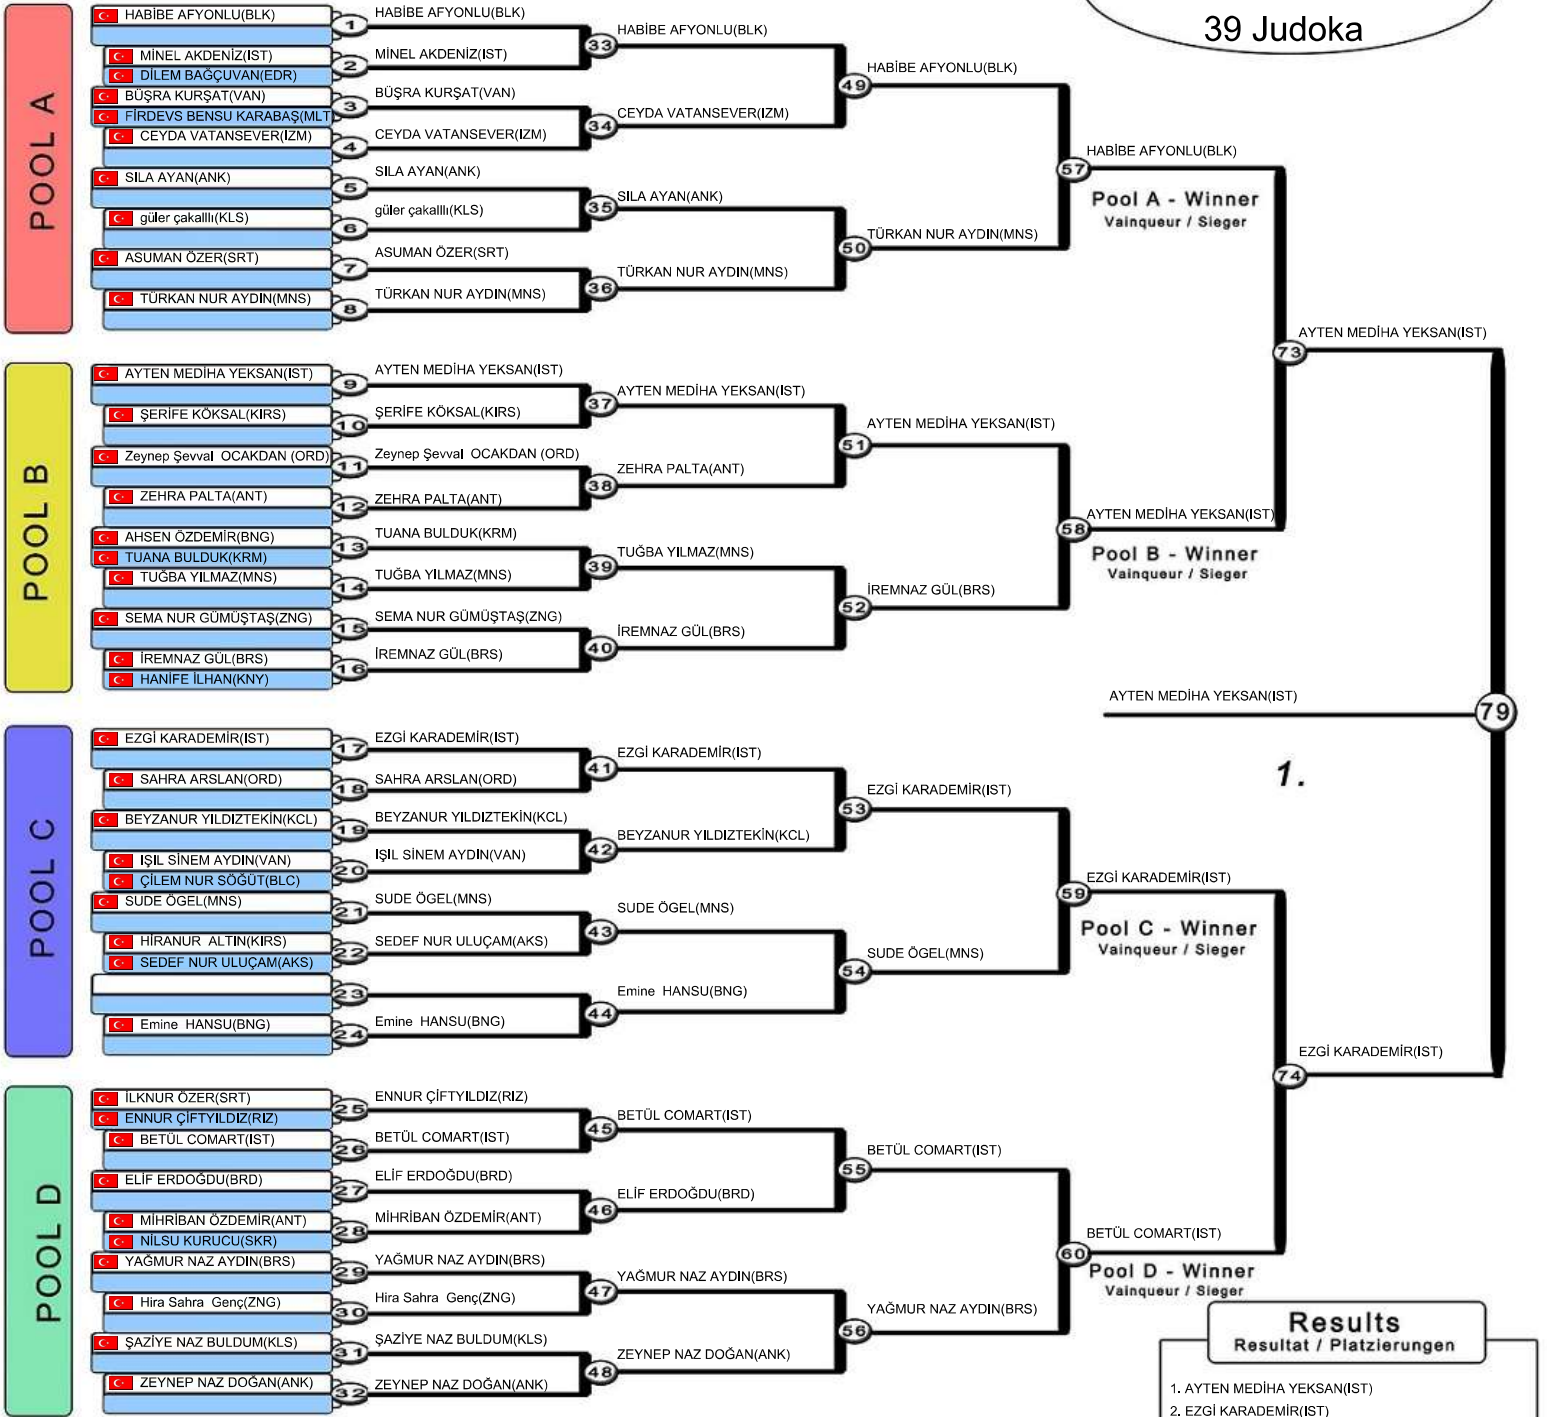 39 Judoka
POOL A
HABİBE AFYONLU(BLK)
MİNEL AKDENİZ(IST)
DİLEM BAĞÇUVAN(EDR)
BÜŞRA KURŞAT(VAN)
FİRDEVS BENSU KARABAŞ(MLT
CEYDA VATANSEVER(IZM)
SILA AYAN(ANK)
güler çakalllı(KLS)
ASUMAN ÖZER(SRT)
TÜRKAN NUR AYDIN(MNS)
1
2
3
4
5
6
7
8
HABİBE AFYONLU(BLK)
MİNEL AKDENİZ(IST)
BÜŞRA KURŞAT(VAN)
CEYDA VATANSEVER(IZM)
SILA AYAN(ANK)
güler çakalllı(KLS)
ASUMAN ÖZER(SRT)
TÜRKAN NUR AYDIN(MNS)
33
34
35
36
HABİBE AFYONLU(BLK)
CEYDA VATANSEVER(IZM)
SILA AYAN(ANK)
TÜRKAN NUR AYDIN(MNS)
49
50
HABİBE AFYONLU(BLK)
TÜRKAN NUR AYDIN(MNS)
57
HABİBE AFYONLU(BLK)
Pool A - Winner
Vainqueur / Sieger
POOL B
AYTEN MEDİHA YEKSAN(IST)
ŞERİFE KÖKSAL(KIRS)
Zeynep Şevval OCAKDAN (ORD)
ZEHRA PALTA(ANT)
AHSEN ÖZDEMİR(BNG)
TUANA BULDUK(KRM)
TUĞBA YILMAZ(MNS)
SEMA NUR GÜMÜŞTAŞ(ZNG)
İREMNAZ GÜL(BRS)
HANİFE İLHAN(KNY)
9
10
11
12
13
14
15
16
AYTEN MEDİHA YEKSAN(IST)
ŞERİFE KÖKSAL(KIRS)
Zeynep Şevval OCAKDAN (ORD)
ZEHRA PALTA(ANT)
TUANA BULDUK(KRM)
TUĞBA YILMAZ(MNS)
SEMA NUR GÜMÜŞTAŞ(ZNG)
İREMNAZ GÜL(BRS)
37
38
39
40
AYTEN MEDİHA YEKSAN(IST)
ZEHRA PALTA(ANT)
TUĞBA YILMAZ(MNS)
İREMNAZ GÜL(BRS)
51
52
AYTEN MEDİHA YEKSAN(IST)
İREMNAZ GÜL(BRS)
58
AYTEN MEDİHA YEKSAN(IST)
Pool B - Winner
Vainqueur / Sieger
73
AYTEN MEDİHA YEKSAN(IST)
AYTEN MEDİHA YEKSAN(IST)
79
1.
POOL C
EZGİ KARADEMİR(IST)
SAHRA ARSLAN(ORD)
BEYZANUR YILDIZTEKİN(KCL)
IŞIL SİNEM AYDIN(VAN)
ÇİLEM NUR SÖĞÜT(BLC)
SUDE ÖGEL(MNS)
HİRANUR ALTIN(KIRS)
SEDEF NUR ULUÇAM(AKS)
Emine HANSU(BNG)
17
18
19
20
21
22
23
24
EZGİ KARADEMİR(IST)
SAHRA ARSLAN(ORD)
BEYZANUR YILDIZTEKİN(KCL)
IŞIL SİNEM AYDIN(VAN)
SUDE ÖGEL(MNS)
SEDEF NUR ULUÇAM(AKS)
Emine HANSU(BNG)
41
42
43
44
EZGİ KARADEMİR(IST)
BEYZANUR YILDIZTEKİN(KCL)
SUDE ÖGEL(MNS)
Emine HANSU(BNG)
53
54
EZGİ KARADEMİR(IST)
SUDE ÖGEL(MNS)
59
EZGİ KARADEMİR(IST)
Pool C - Winner
Vainqueur / Sieger
74
EZGİ KARADEMİR(IST)
POOL D
İLKNUR ÖZER(SRT)
ENNUR ÇİFTYILDIZ(RIZ)
BETÜL COMART(IST)
ELİF ERDOĞDU(BRD)
MİHRİBAN ÖZDEMİR(ANT)
NİLSU KURUCU(SKR)
YAĞMUR NAZ AYDIN(BRS)
Hira Sahra Genç(ZNG)
ŞAZİYE NAZ BULDUM(KLS)
ZEYNEP NAZ DOĞAN(ANK)
25
26
27
28
29
30
31
32
ENNUR ÇİFTYILDIZ(RIZ)
BETÜL COMART(IST)
ELİF ERDOĞDU(BRD)
MİHRİBAN ÖZDEMİR(ANT)
YAĞMUR NAZ AYDIN(BRS)
Hira Sahra Genç(ZNG)
ŞAZİYE NAZ BULDUM(KLS)
ZEYNEP NAZ DOĞAN(ANK)
45
46
47
48
BETÜL COMART(IST)
ELİF ERDOĞDU(BRD)
YAĞMUR NAZ AYDIN(BRS)
ZEYNEP NAZ DOĞAN(ANK)
55
56
BETÜL COMART(IST)
YAĞMUR NAZ AYDIN(BRS)
60
BETÜL COMART(IST)
Pool D - Winner
Vainqueur / Sieger
Results
Resultat / Platzierungen
1. AYTEN MEDİHA YEKSAN(IST)
2. EZGİ KARADEMİR(IST)